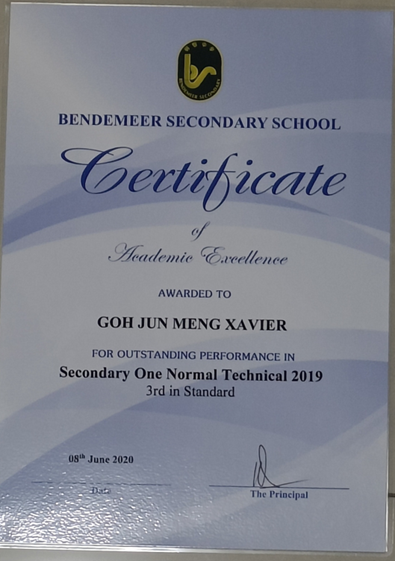 BENDEMEER SECONDARY
BENDEMEER SECONDARY SCHOOL
Certificate
of
Academic Excellence
AWARDED TO
GOH JUN MENG XAVIER
FOR OUTSTANDING PERFORMANCE IN
Secondary One Normal Technical 2019
3rd in Standard
08th June 2020
Date
The Principal